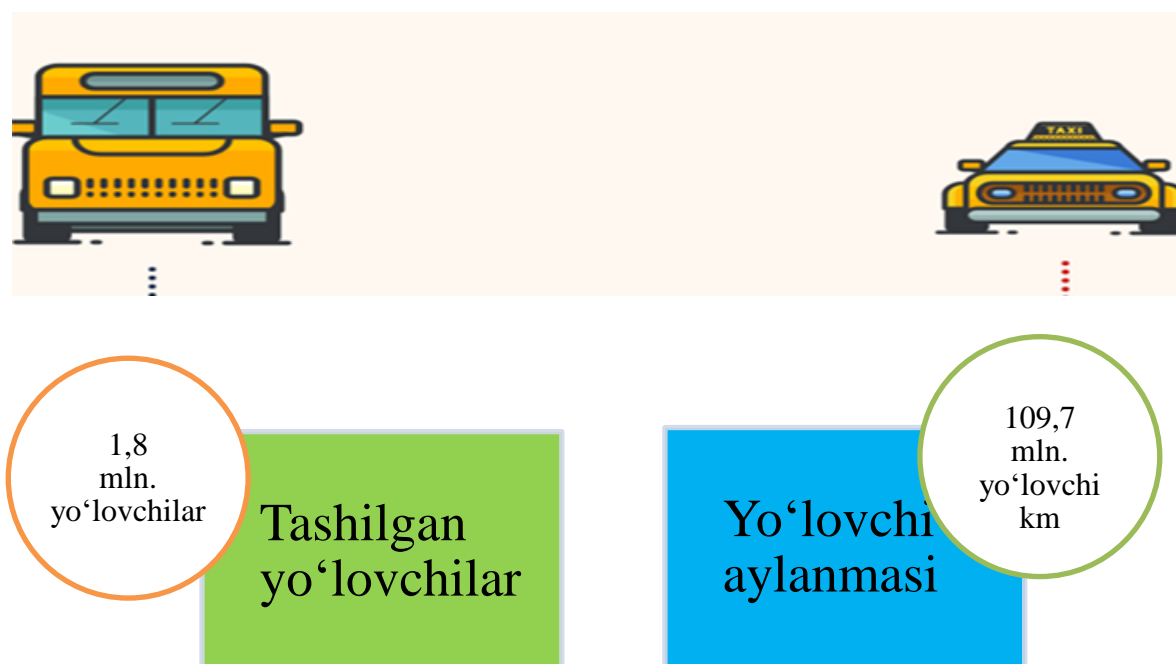 TAXI
1,8
mln.
yo‘lovchilar
Tashilgan
yo‘lovchilar
109,7
mln.
yo‘lovchi
km
Yo‘lovchi
aylanmasi